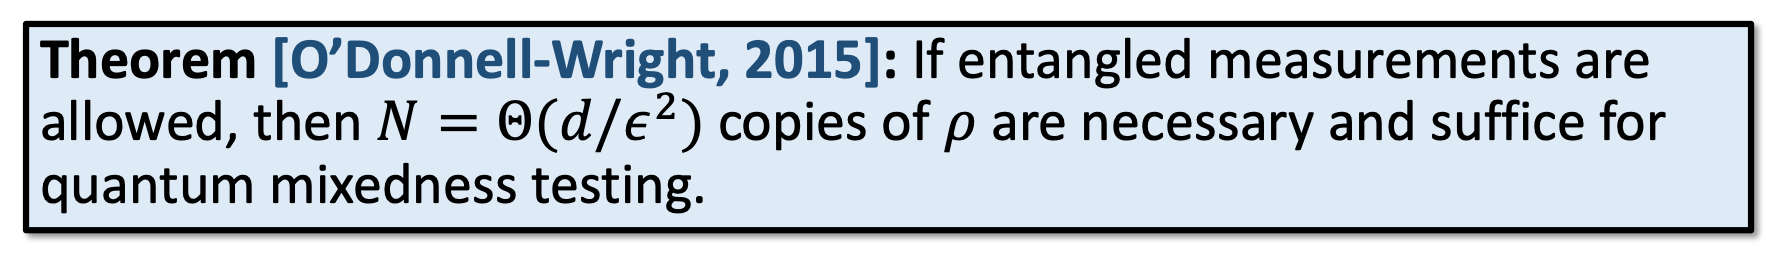 Theorem [O’Donnell-Wright, 2015]: If entangled measurements are
allowed, then 𝑁 = Θ(𝑑/𝜖²) copies of 𝜌 are necessary and suffice for
quantum mixedness testing.